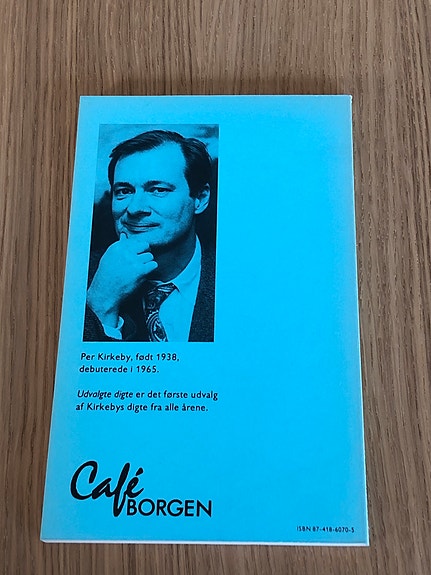 Per Kirkeby, født 1938,
debuterede i 1965.
Udvalgte digte er det første udvalg
af Kirkebys digte fra alle årene.
Café
BORGEN
ISBN 87-418-6070-5